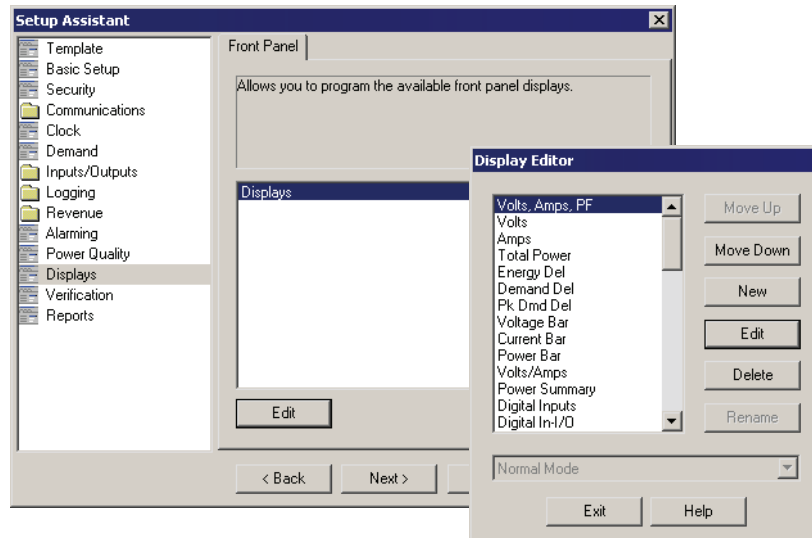 Setup Assistant
Template
Basic Setup
Security
Communications
Clock
Demand
Inputs/Outputs
Logging
Revenue
Alarming
Power Quality
Displays
Verification
Reports
Front Panel
Allows you to program the available front panel displays.
Displays
Edit
< Back
Next >
Display Editor
Volts, Amps, PF
Volts
Amps
Total Power
Energy Del
Demand Del
Pk Dmd Del
Voltage Bar
Current Bar
Power Bar
Volts/Amps
Power Summary
Digital Inputs
Digital In-I/O
Move Up
Move Down
New
Edit
Delete
Rename
Normal Mode
Exit
Help